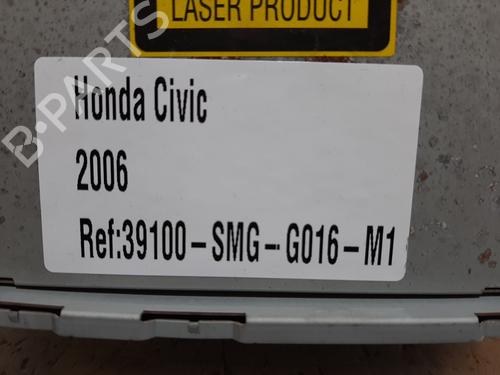 LASER PRODUCT
B-PARTS
Honda Civic
2006
Ref:39100-SMG-G016-M1